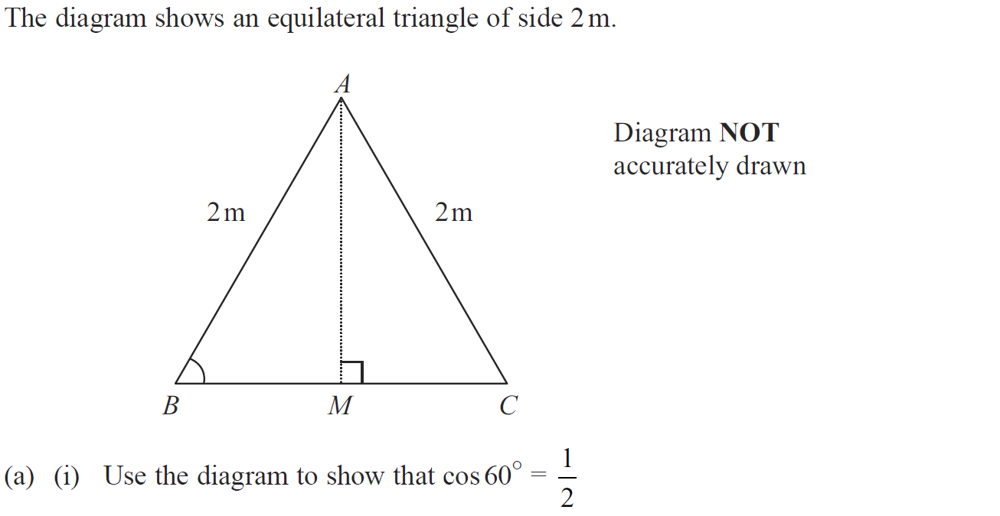 The diagram shows an equilateral triangle of side 2 m.
A
Diagram NOT
accurately drawn
2 m
2 m
B
M
C
(a) (i) Use the diagram to show that cos 60° = 1/2